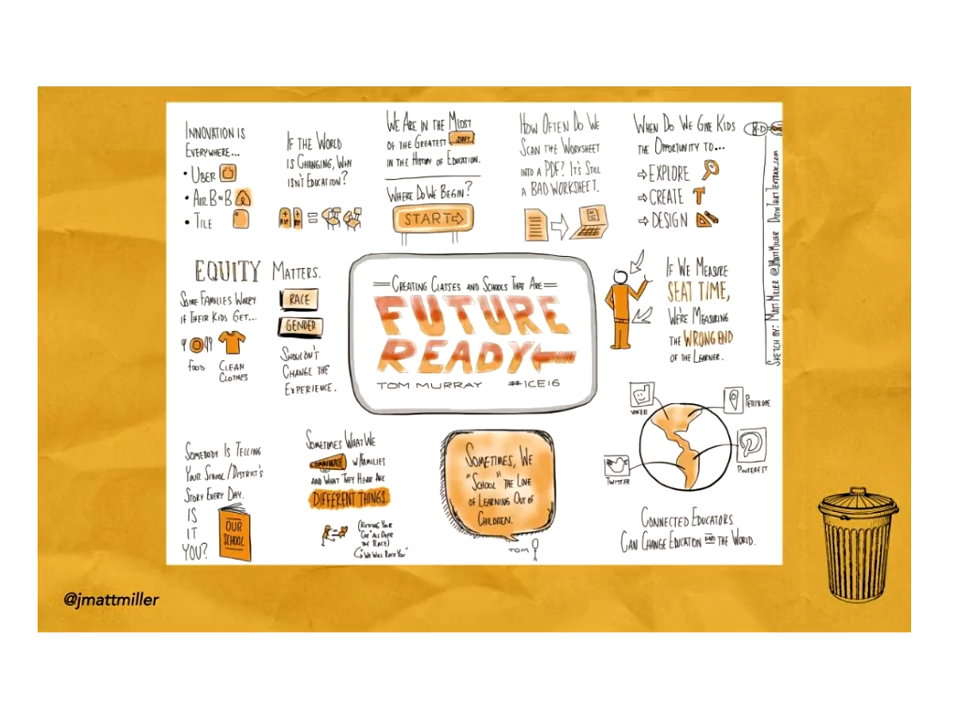 INNOVATION IS
EVERYWHERE...
• UBER
• AIR B+B
• TILE
IF THE WORLD
IS CHANGING, WHY
ISN'T EDUCATION?
WE ARE IN THE MIDST
OF THE GREATEST
IN THE HISTORY OF EDUCATION.
WHERE DO WE BEGIN?
START
HOW OFTEN DO WE
SCAN THE WORKSHEET
INTO A PDF? IT'S STILL
A BAD WORKSHEET.
WHEN DO WE GIVE KIDS
THE OPPORTUNITY TO...
⇨ EXPLORE
⇨ CREATE
⇨ DESIGN
SKETCH BY: MATT MILLER @JMATTMILLER DITCHTHATTEXTBOOK.COM
EQUITY MATTERS.
SOME FAMILIES WORRY
IF THEIR KIDS GET...
FOOD
CLEAN
CLOTHES
RACE
GENDER
SHOULDN'T
CHANGE THE
EXPERIENCE.
CREATING CLASSES AND SCHOOLS THAT ARE
FUTURE
READY
TOM MURRAY #ICE16
IF WE MEASURE
SEAT TIME,
WE'RE MEASURING
THE WRONG END
OF THE LEARNER.
VOXER
PERISCOPE
TWITTER
PINTEREST
CONNECTED EDUCATORS
CAN CHANGE EDUCATION AND THE WORLD.
SOMEBODY IS TELLING
YOUR SCHOOL/DISTRICT'S
STORY EVERY DAY.
IS
IT
YOU?
OUR
SCHOOL
SOMETIMES WHAT WE
W/FAMILIES
AND WHAT THEY HEAR ARE
DIFFERENT THINGS
SOMETIMES, WE
"SCHOOL" THE LOVE
OF LEARNING OUT OF
CHILDREN.
TOM
@jmattmiller